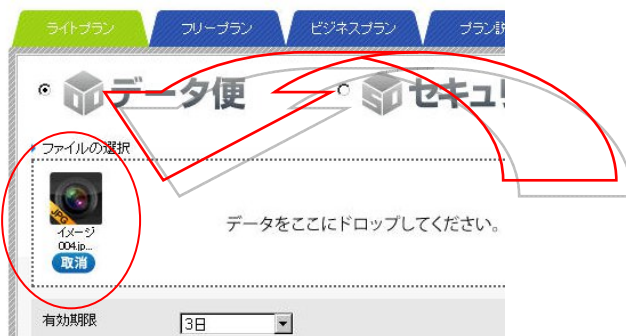 ライトプラン フリープラン ビジネスプラン プラン説
データ便 セキュリ
ファイルの選択
JPG
イメージ
004.jp...
データをここにドロップしてください。
取消
有効期限 3日